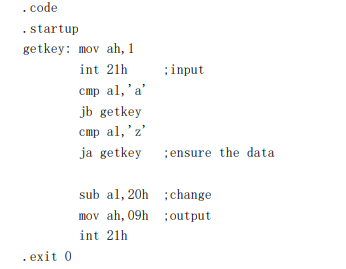 .code
.startup
getkey: mov ah,1
int 21h ;input
cmp al,'a'
jb getkey
cmp al,'z'
ja getkey ;ensure the data
sub al,20h ;change
mov ah,09h ;output
int 21h
.exit 0